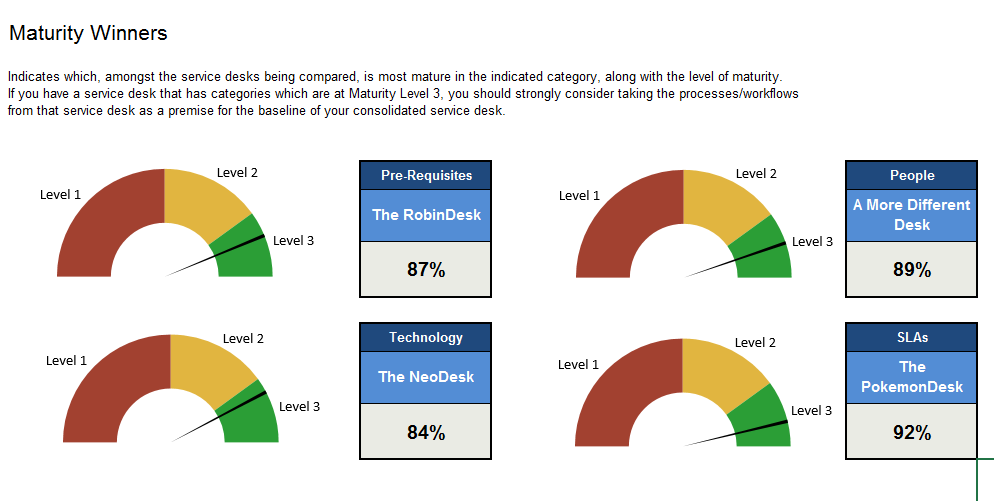 Maturity Winners
Indicates which, amongst the service desks being compared, is most mature in the indicated category, along with the level of maturity.
If you have a service desk that has categories which are at Maturity Level 3, you should strongly consider taking the processes/workflows
from that service desk as a premise for the baseline of your consolidated service desk.
Level 1
Level 2
Level 3
Pre-Requisites
The RobinDesk
87%
Level 1
Level 2
Level 3
People
A More Different
Desk
89%
Level 1
Level 2
Level 3
Technology
The NeoDesk
84%
Level 1
Level 2
Level 3
SLAs
The
PokemonDesk
92%